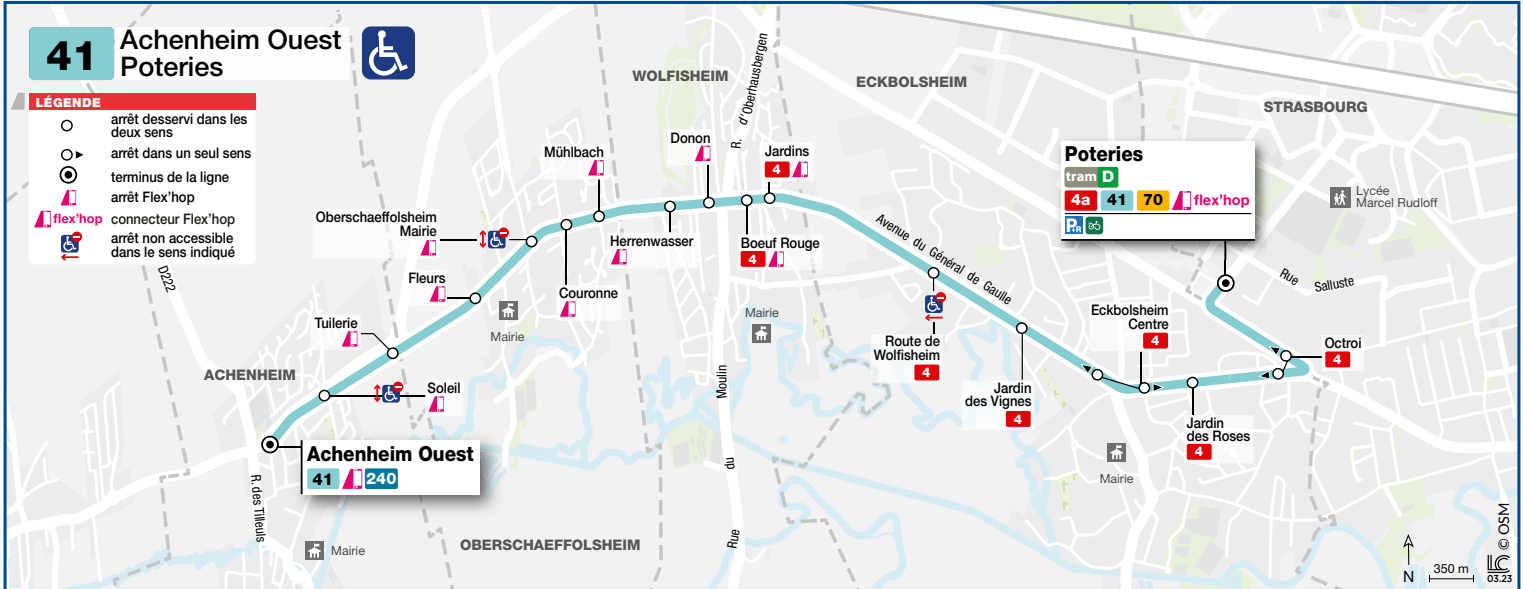 41
Achenheim Ouest
Poteries
LÉGENDE
arrêt desservi dans les
deux sens
arrêt dans un seul sens
terminus de la ligne
arrêt Flex'hop
flex'hop connecteur Flex'hop
arrêt non accessible
dans le sens indiqué
D222
ACHENHEIM
R. des Tilleuls
Mairie
Achenheim Ouest
41 240
Soleil
Tuilerie
Fleurs
Mairie
Oberschaeffolsheim
Mairie
Couronne
Mühlbach
Herrenwasser
OBERSCHAEFFOLSHEIM
WOLFISHEIM
Donon
R. d'Oberhausbergen
Jardins
4
Boeuf Rouge
4
Mairie
Rue du Moulin
Avenue du Général de Gaulle
ECKBOLSHEIM
Route de
Wolfisheim
4
Jardin
des Vignes
4
Eckbolsheim
Centre
4
Mairie
Jardin
des Roses
4
Octroi
4
STRASBOURG
Poteries
tram D
4a 41 70 flex'hop
P+R
Rue Salluste
Lycée
Marcel Rudloff
N
350 m
LC
03.23
© OSM